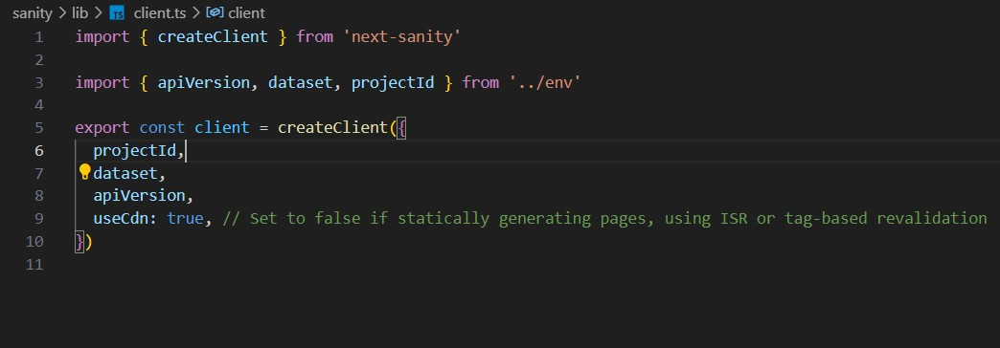 sanity > lib > TS client.ts > client
1 import { createClient } from 'next-sanity'
2
3 import { apiVersion, dataset, projectId } from '../env'
4
5 export const client = createClient({
6 projectId,
7 dataset,
8 apiVersion,
9 useCdn: true, // Set to false if statically generating pages, using ISR or tag-based revalidation
10 })
11